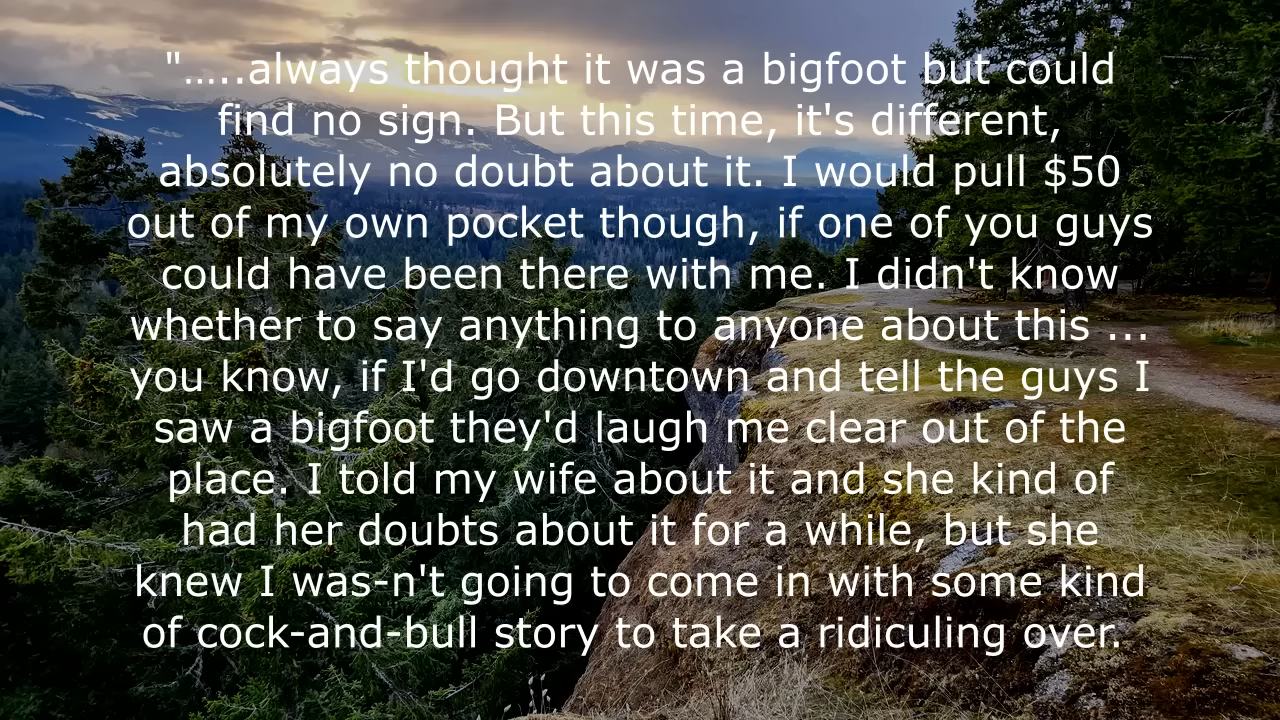 ".....always thought it was a bigfoot but could
find no sign. But this time, it's different,
absolutely no doubt about it. I would pull $50
out of my own pocket though, if one of you guys
could have been there with me. I didn't know
whether to say anything to anyone about this ...
you know, if I'd go downtown and tell the guys I
saw a bigfoot they'd laugh me clear out of the
place. I told my wife about it and she kind of
had her doubts about it for a while, but she
knew I was-n't going to come in with some kind
of cock-and-bull story to take a ridiculing over.